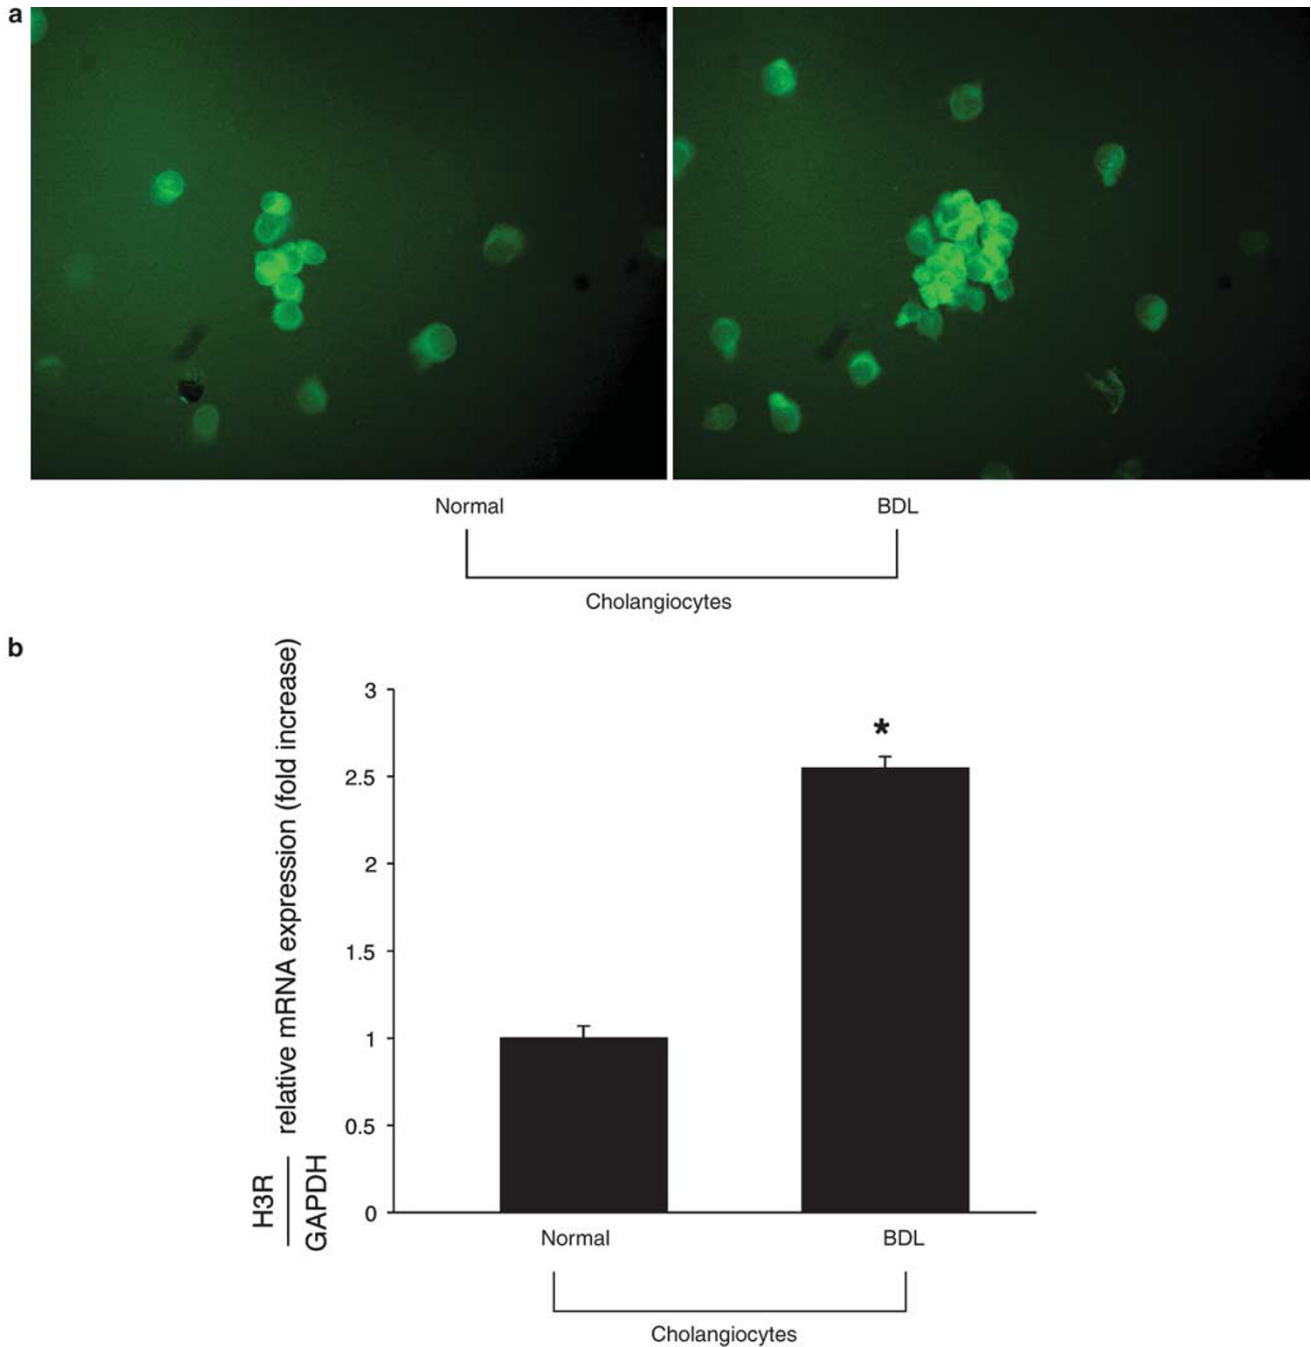 a
Normal
BDL
Cholangiocytes
b
H3R
GAPDH
relative mRNA expression (fold increase)
3
2.5
2
1.5
1
0.5
0
*
Normal
BDL
Cholangiocytes